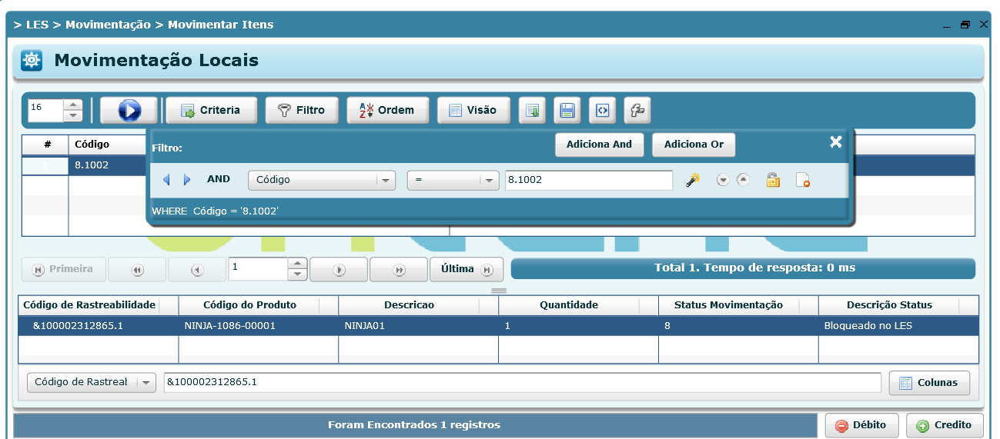 > LES > Movimentação > Movimentar Itens
Movimentação Locais
16 Criteria Filtro Ordem Visão
# Código
1 8.1002
Filtro: Adiciona And Adiciona Or
AND Código = 8.1002
WHERE Código = '8.1002'
Primeira 1 Última Total 1. Tempo de resposta: 0 ms
Código de Rastreabilidade Código do Produto Descricao Quantidade Status Movimentação Descrição Status
&100002312865.1 NINJA-1086-00001 NINJA01 1 8 Bloqueado no LES
Código de Rastreal &100002312865.1 Colunas
Foram Encontrados 1 registros Débito Credito